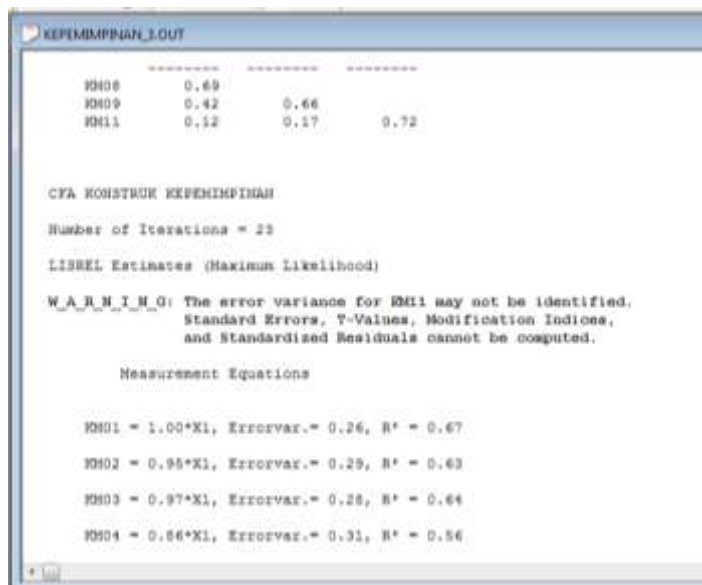 KEPEMIMPINAN_3.OUT
-------- -------- --------
KM08 0.69
KM09 0.42 0.66
KM11 0.12 0.17 0.72
CFA KONSTRUK KEPEMIMPINAN
Number of Iterations = 23
LISREL Estimates (Maximum Likelihood)
W_A_R_N_I_N_G: The error variance for KM11 may not be identified.
Standard Errors, T-Values, Modification Indices,
and Standardized Residuals cannot be computed.
Measurement Equations
KM01 = 1.00*X1, Errorvar.= 0.26, R² = 0.67
KM02 = 0.95*X1, Errorvar.= 0.29, R² = 0.63
KM03 = 0.97*X1, Errorvar.= 0.28, R² = 0.64
KM04 = 0.86*X1, Errorvar.= 0.31, R² = 0.56